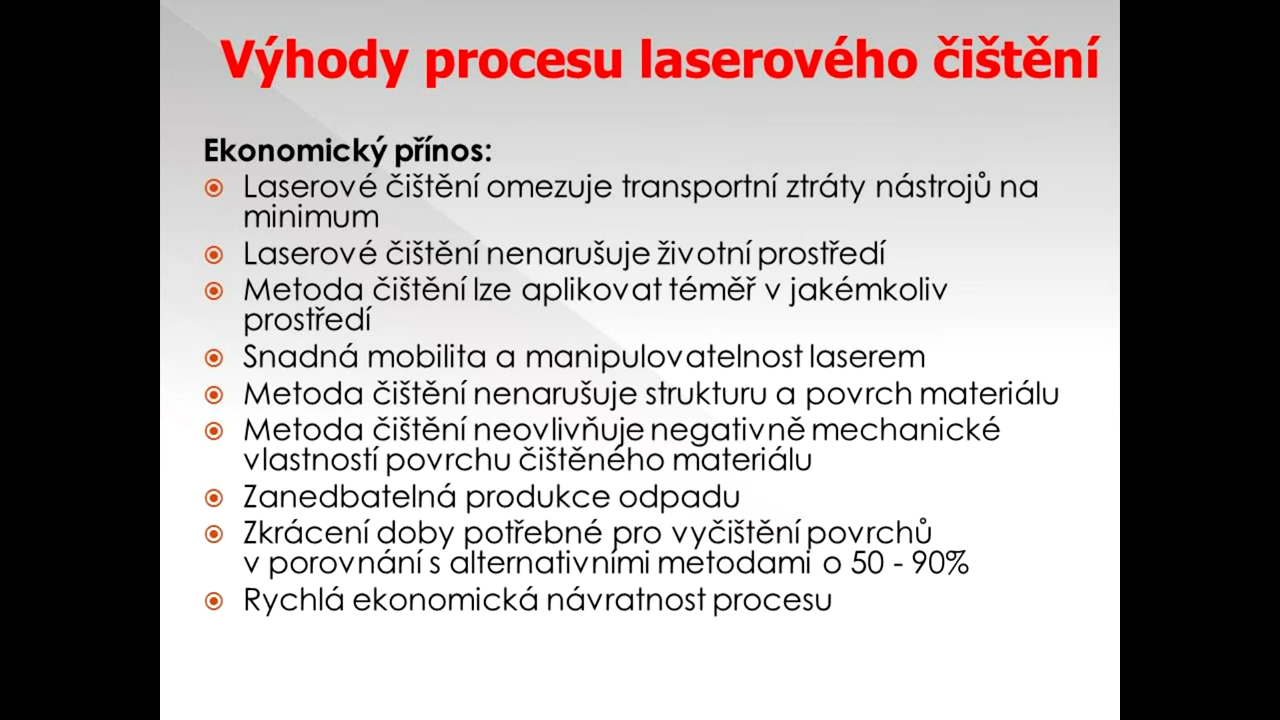 Výhody procesu laserového čištění
Ekonomický přínos:
Laserové čištění omezuje transportní ztráty nástrojů na
minimum
Laserové čištění nenarušuje životní prostředí
Metoda čištění lze aplikovat téměř v jakémkoliv
prostředí
Snadná mobilita a manipulovatelnost laserem
Metoda čištění nenarušuje strukturu a povrch materiálu
Metoda čištění neovlivňuje negativně mechanické
vlastností povrchu čištěného materiálu
Zanedbatelná produkce odpadu
Zkrácení doby potřebné pro vyčištění povrchů
v porovnání s alternativními metodami o 50 - 90%
Rychlá ekonomická návratnost procesu